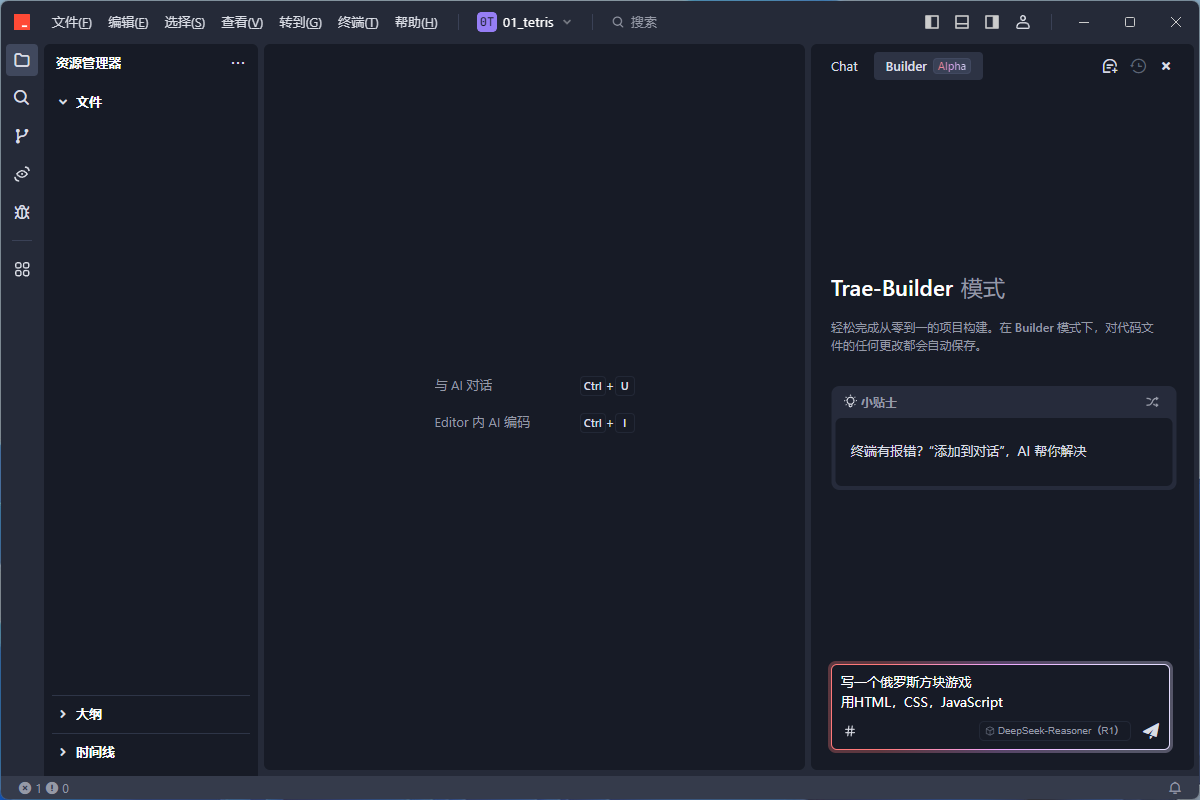 文件(F) 编辑(E) 选择(S) 查看(V) 转到(G) 终端(T) 帮助(H) 0T 01_tetris 搜索
资源管理器
文件
大纲
时间线
与 AI 对话 Ctrl + U
Editor 内 AI 编码 Ctrl + I
Chat Builder Alpha
Trae-Builder 模式
轻松完成从零到一的项目构建。在 Builder 模式下，对代码文
件的任何更改都会自动保存。
小贴士
终端有报错？“添加到对话”，AI 帮你解决
写一个俄罗斯方块游戏
用HTML，CSS，JavaScript
# DeepSeek-Reasoner（R1）
1 0